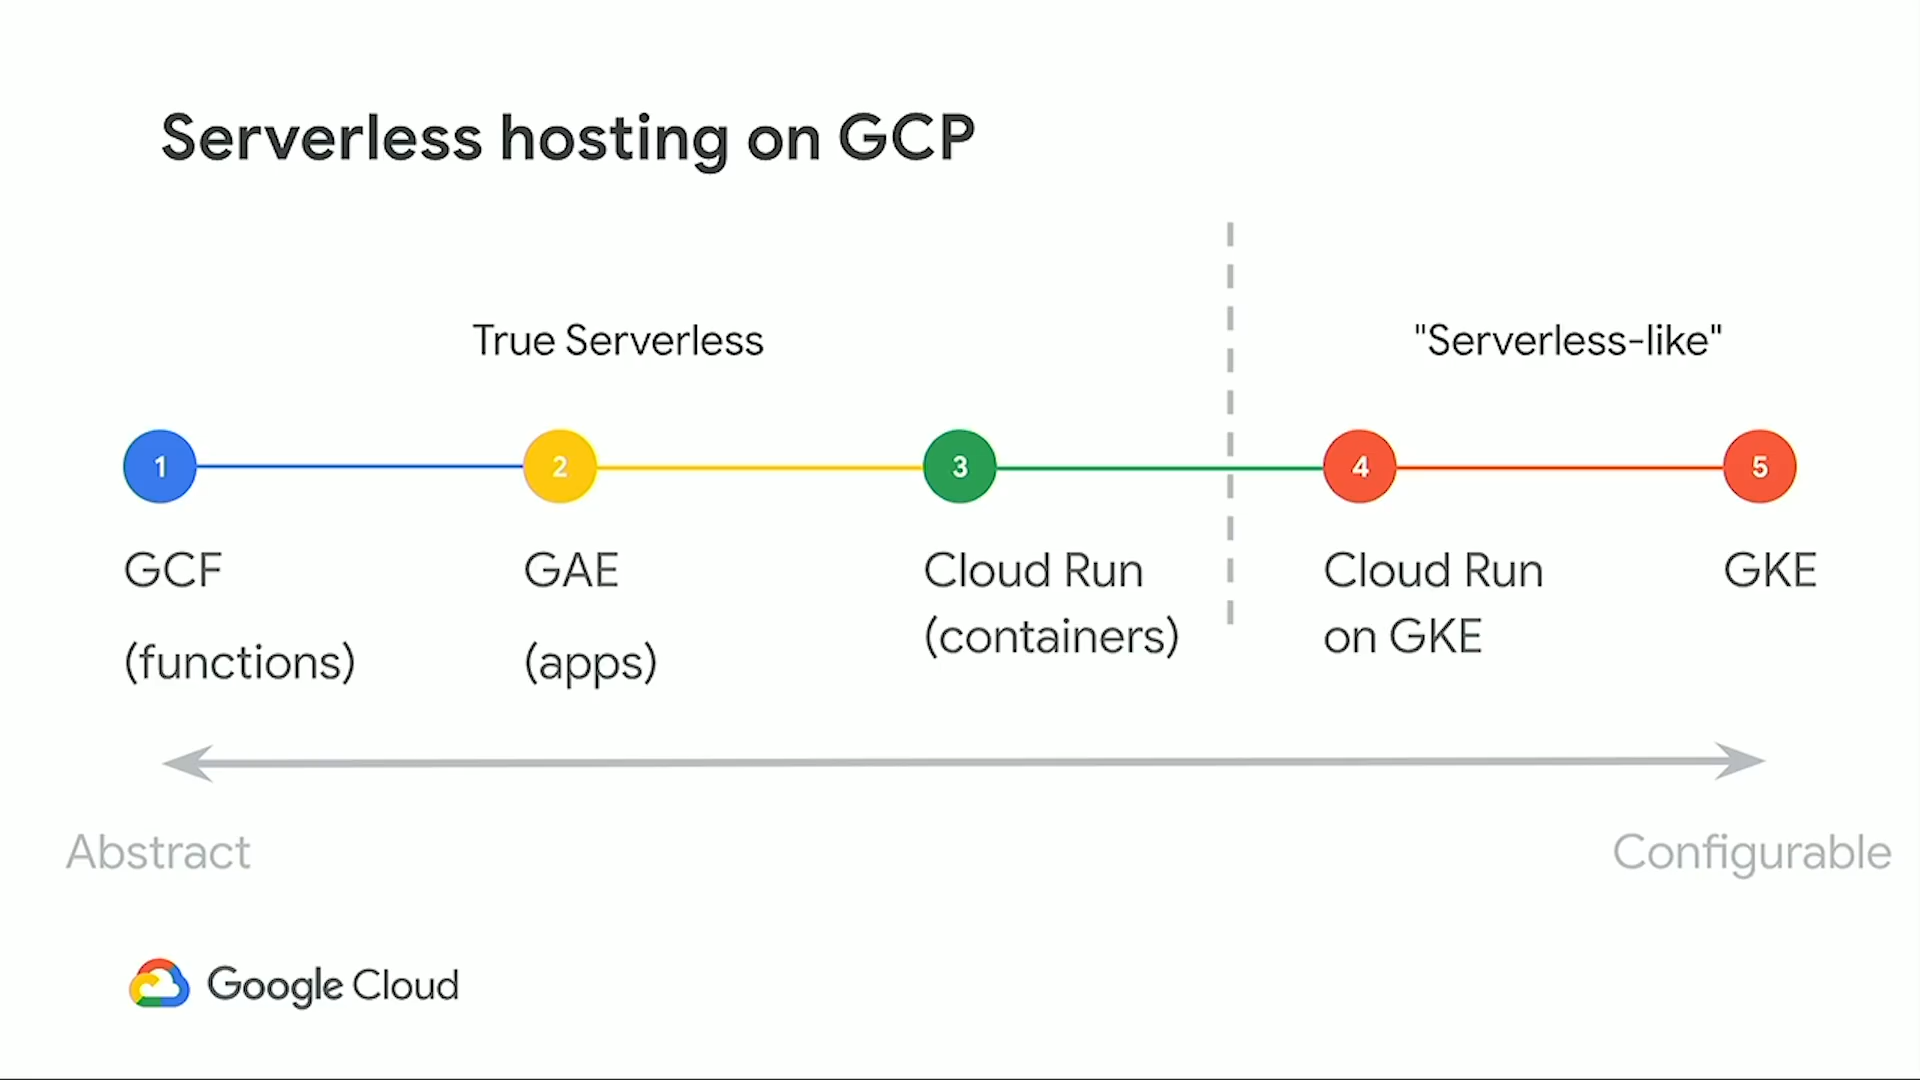 Serverless hosting on GCP
True Serverless
"Serverless-like"
1
2
3
4
5
GCF
(functions)
GAE
(apps)
Cloud Run
(containers)
Cloud Run
on GKE
GKE
Abstract
Configurable
Google Cloud